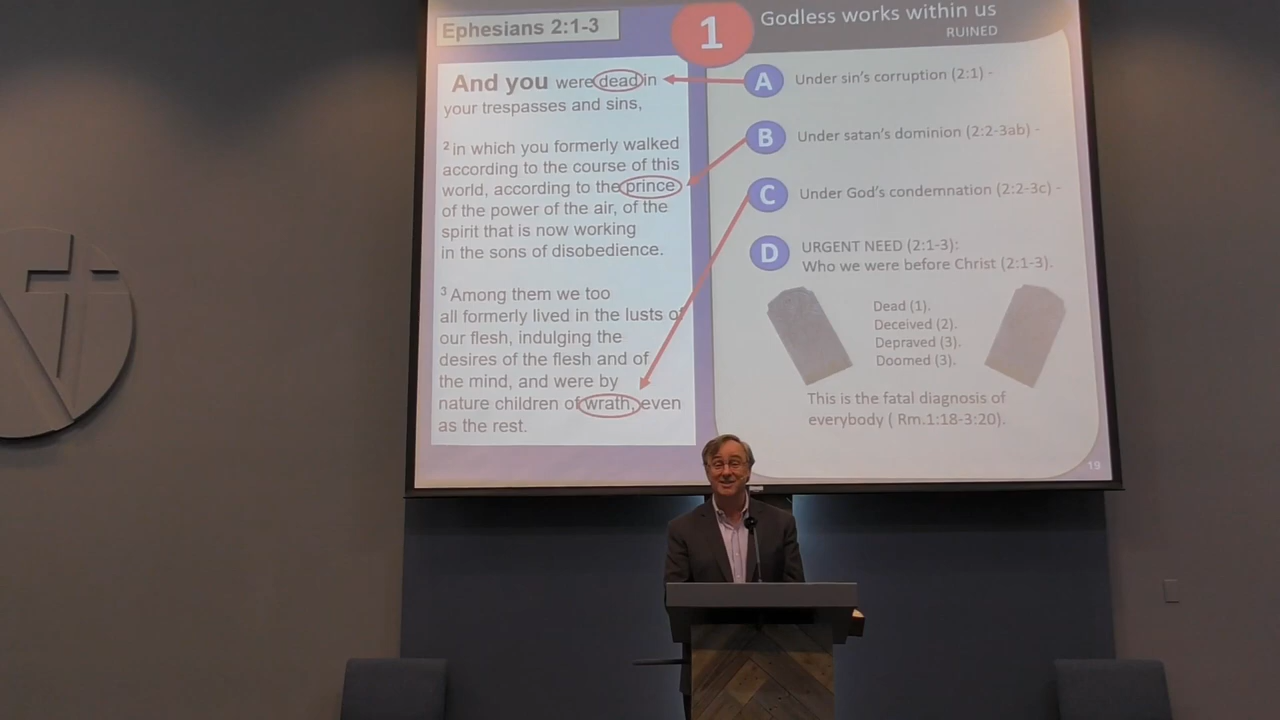 Ephesians 2:1-3
And you were dead in
your trespasses and sins,
2 in which you formerly walked
according to the course of this
world, according to the prince
of the power of the air, of the
spirit that is now working
in the sons of disobedience.
3 Among them we too
all formerly lived in the lusts of
our flesh, indulging the
desires of the flesh and of
the mind, and were by
nature children of wrath, even
as the rest.
1
Godless works within us
RUINED
A Under sin's corruption (2:1) -
B Under satan's dominion (2:2-3ab) -
C Under God's condemnation (2:2-3c) -
D URGENT NEED (2:1-3):
Who we were before Christ (2:1-3).
Dead (1).
Deceived (2).
Depraved (3).
Doomed (3).
This is the fatal diagnosis of
everybody ( Rm.1:18-3:20).
19